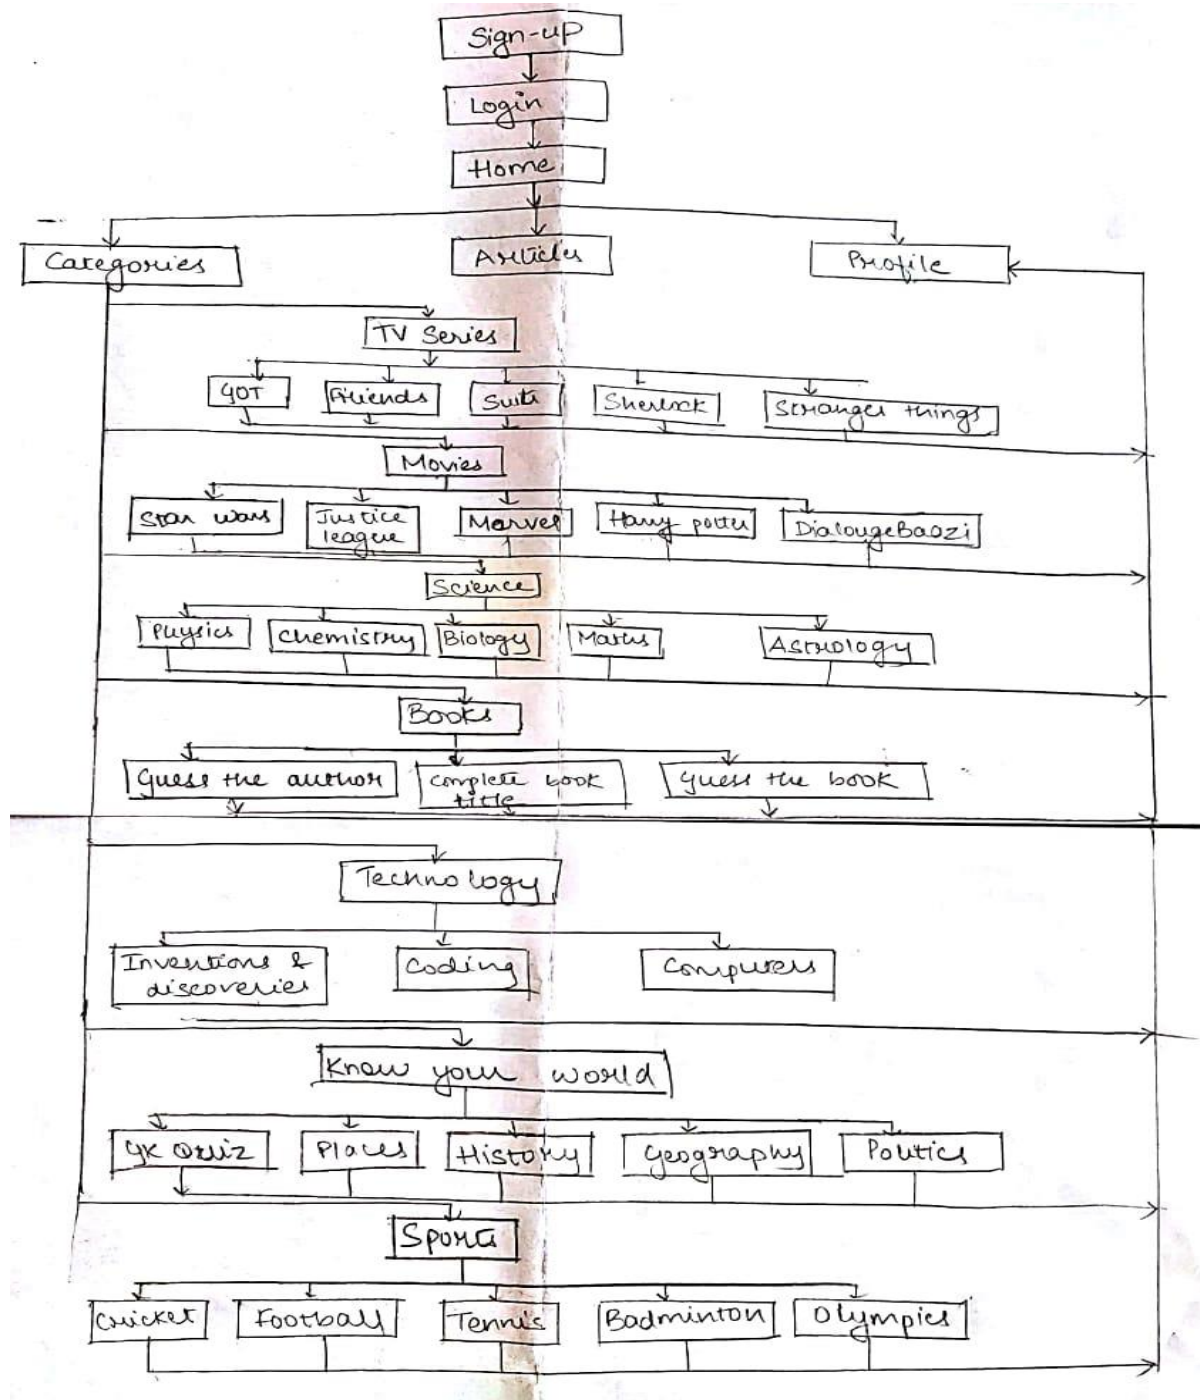 Sign-up
Login
Home
Categories
Articles
Profile
TV Series
GOT
Friends
Suits
Sherlock
Stranger things
Movies
Star wars
Justice
league
Marvel
Harry potter
DialougeBaazi
Science
Physics
Chemistry
Biology
Maths
Astrology
Books
Guess the author
Complete book
title
Guess the book
Technology
Inventions &
discoveries
Coding
Computers
Know your world
GK Quiz
Places
History
Geography
Politics
Sports
Cricket
Football
Tennis
Badminton
Olympics